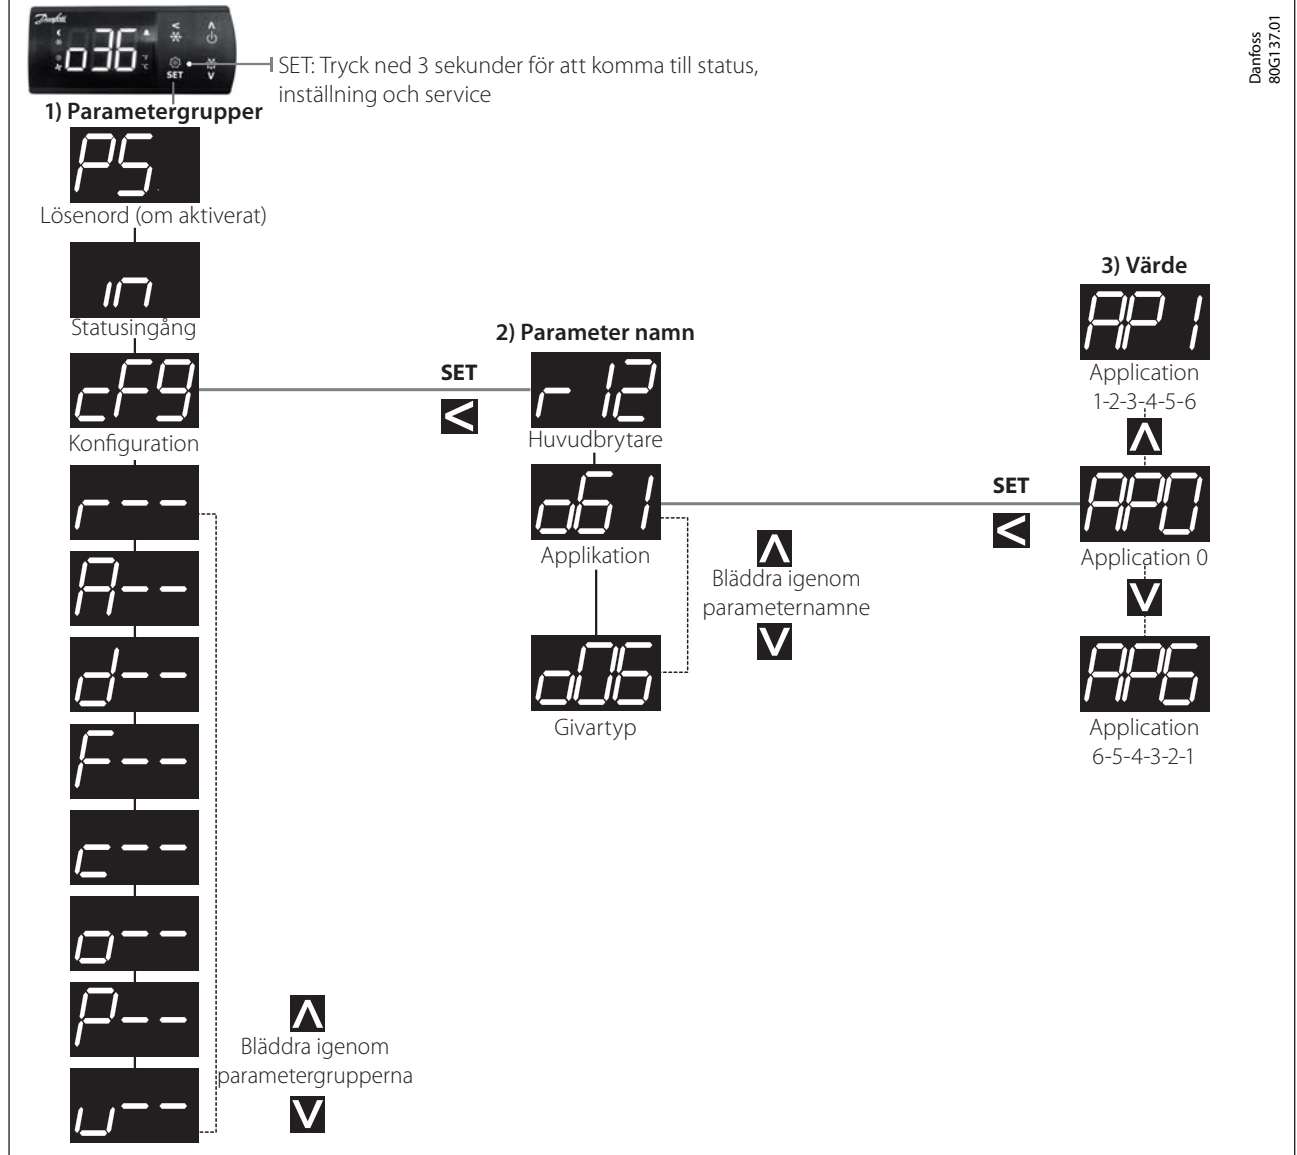 Danfoss
o36
°F
°C
SET
SET: Tryck ned 3 sekunder för att komma till status,
inställning och service
Danfoss
80G137.01
1) Parametergrupper
PS
Lösenord (om aktiverat)
in
Statusingång
cFg
Konfiguration
r--
A--
d--
F--
c--
o--
P--
u--
Bläddra igenom
parametergrupperna
SET
<
2) Parameter namn
r12
Huvudbrytare
o61
Applikation
o06
Givartyp
Bläddra igenom
parameternamne
SET
<
3) Värde
AP1
Application
1-2-3-4-5-6
AP0
Application 0
AP6
Application
6-5-4-3-2-1